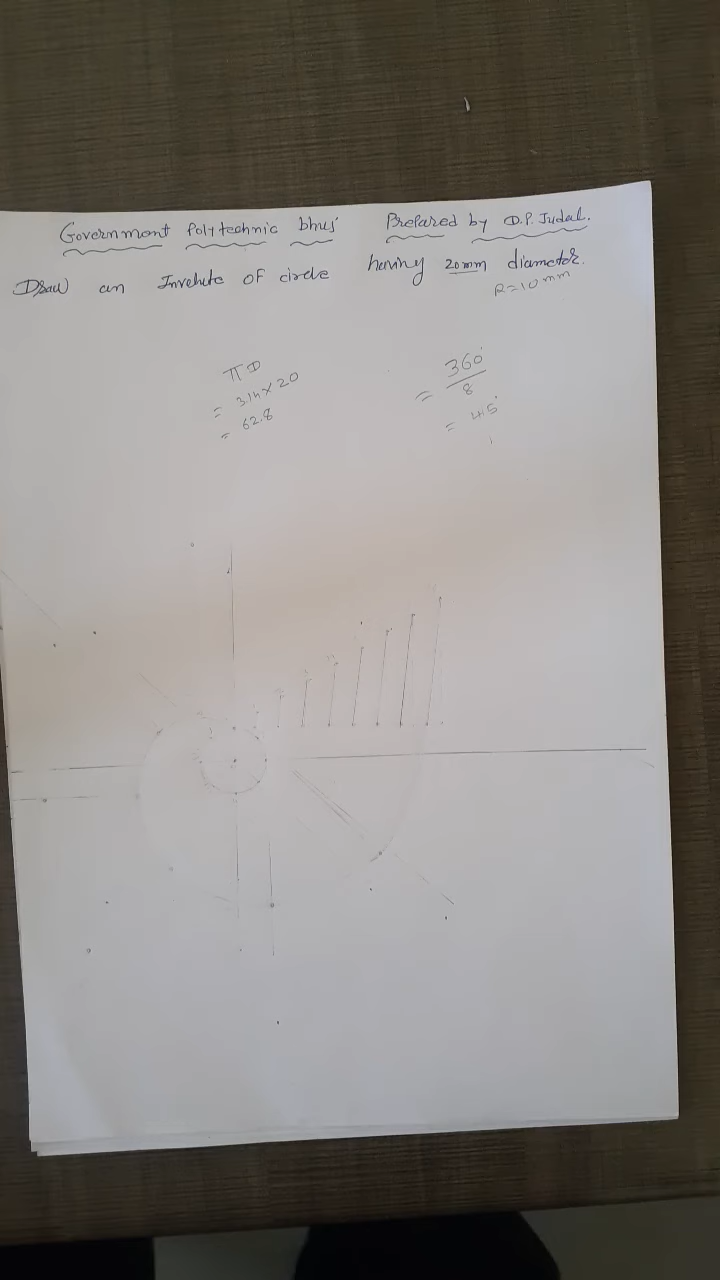 Government Polytechnic bhuj Prepared by D.P. Judal.
Draw an Involute of circle having 20mm diameter.
R=10mm
πD
= 3.14 x 20
= 62.8
= 360°
8
= 45°